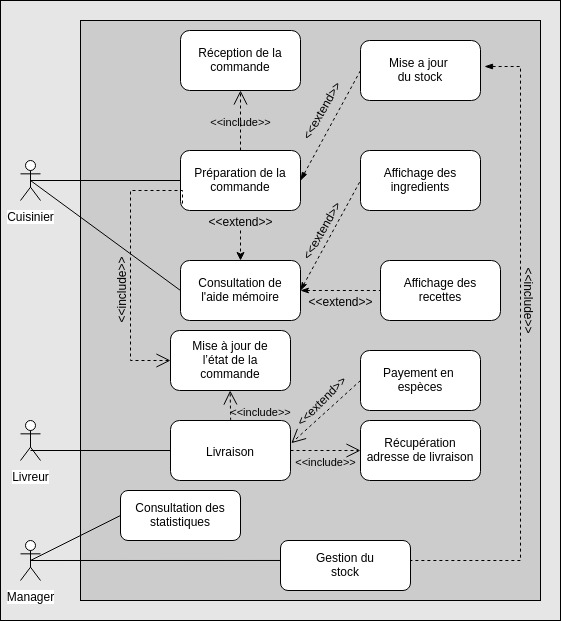 Réception de la
commande
Mise a jour
du stock
<<include>>
<<extend>>
Cuisinier
Préparation de la
commande
Affichage des
ingredients
<<extend>>
<<extend>>
<<include>>
<<include>>
Consultation de
l'aide mémoire
<<extend>>
Affichage des
recettes
Mise à jour de
l'état de la
commande
Payement en
espèces
<<include>>
<<extend>>
Livreur
Livraison
<<include>>
Récupération
adresse de livraison
Consultation des
statistiques
Manager
Gestion du
stock